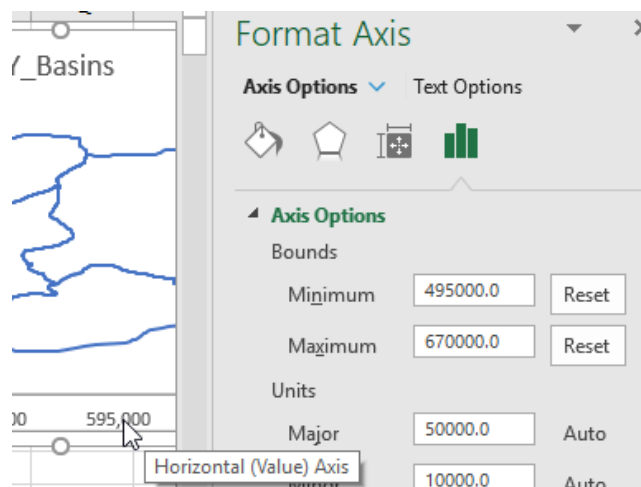 Format Axis
Y_Basins
Axis Options Text Options
Axis Options
Bounds
Minimum 495000.0 Reset
Maximum 670000.0 Reset
Units
00 595,000
Major 50000.0 Auto
Horizontal (Value) Axis
10000.0 Auto